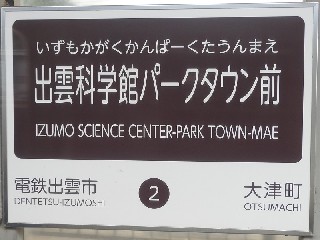 いずもかがくかんぱーくたうんまえ
出雲科学館パークタウン前
IZUMO SCIENCE CENTER-PARK TOWN-MAE
電鉄出雲市 2 大津町
DENTETSU-IZUMOSHI OTSUMACHI